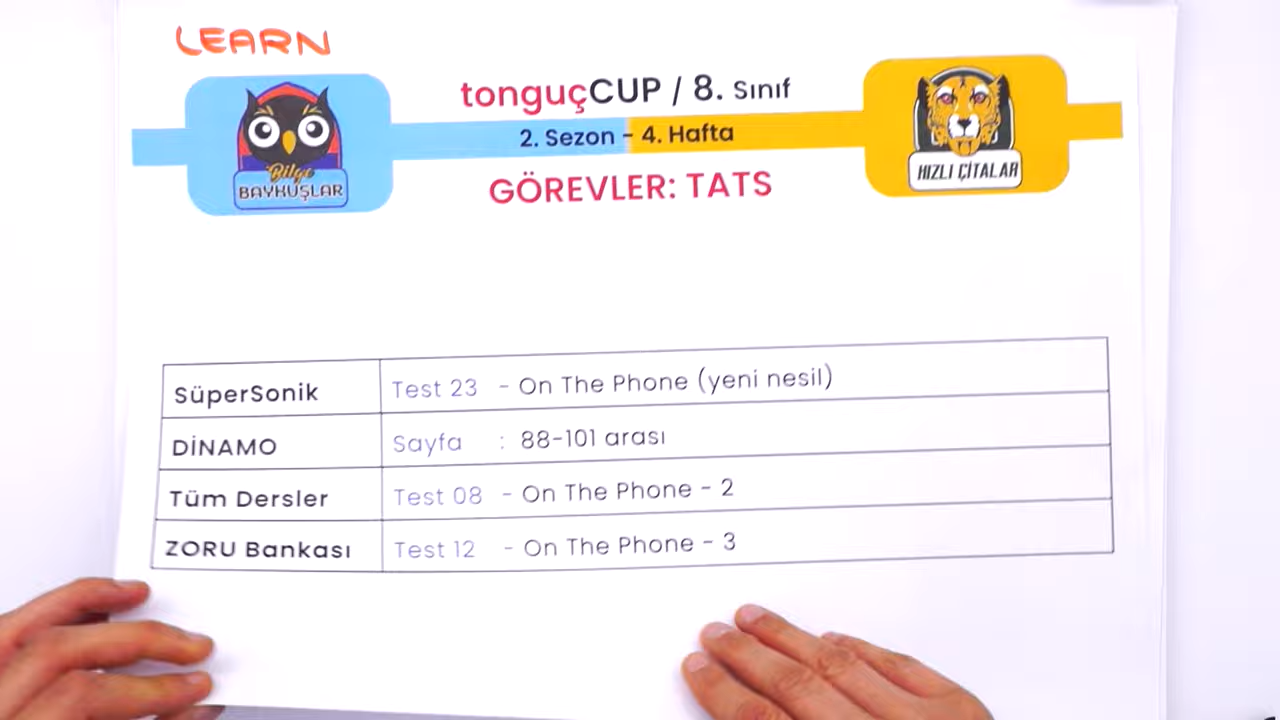 LEARN
tonguçCUP / 8. Sınıf
2. Sezon - 4. Hafta
GÖREVLER: TATS
Bilge
BAYKUŞLAR
HIZLI ÇİTALAR
SüperSonik Test 23 - On The Phone (yeni nesil)
DİNAMO Sayfa : 88-101 arası
Tüm Dersler Test 08 - On The Phone - 2
ZORU Bankası Test 12 - On The Phone - 3